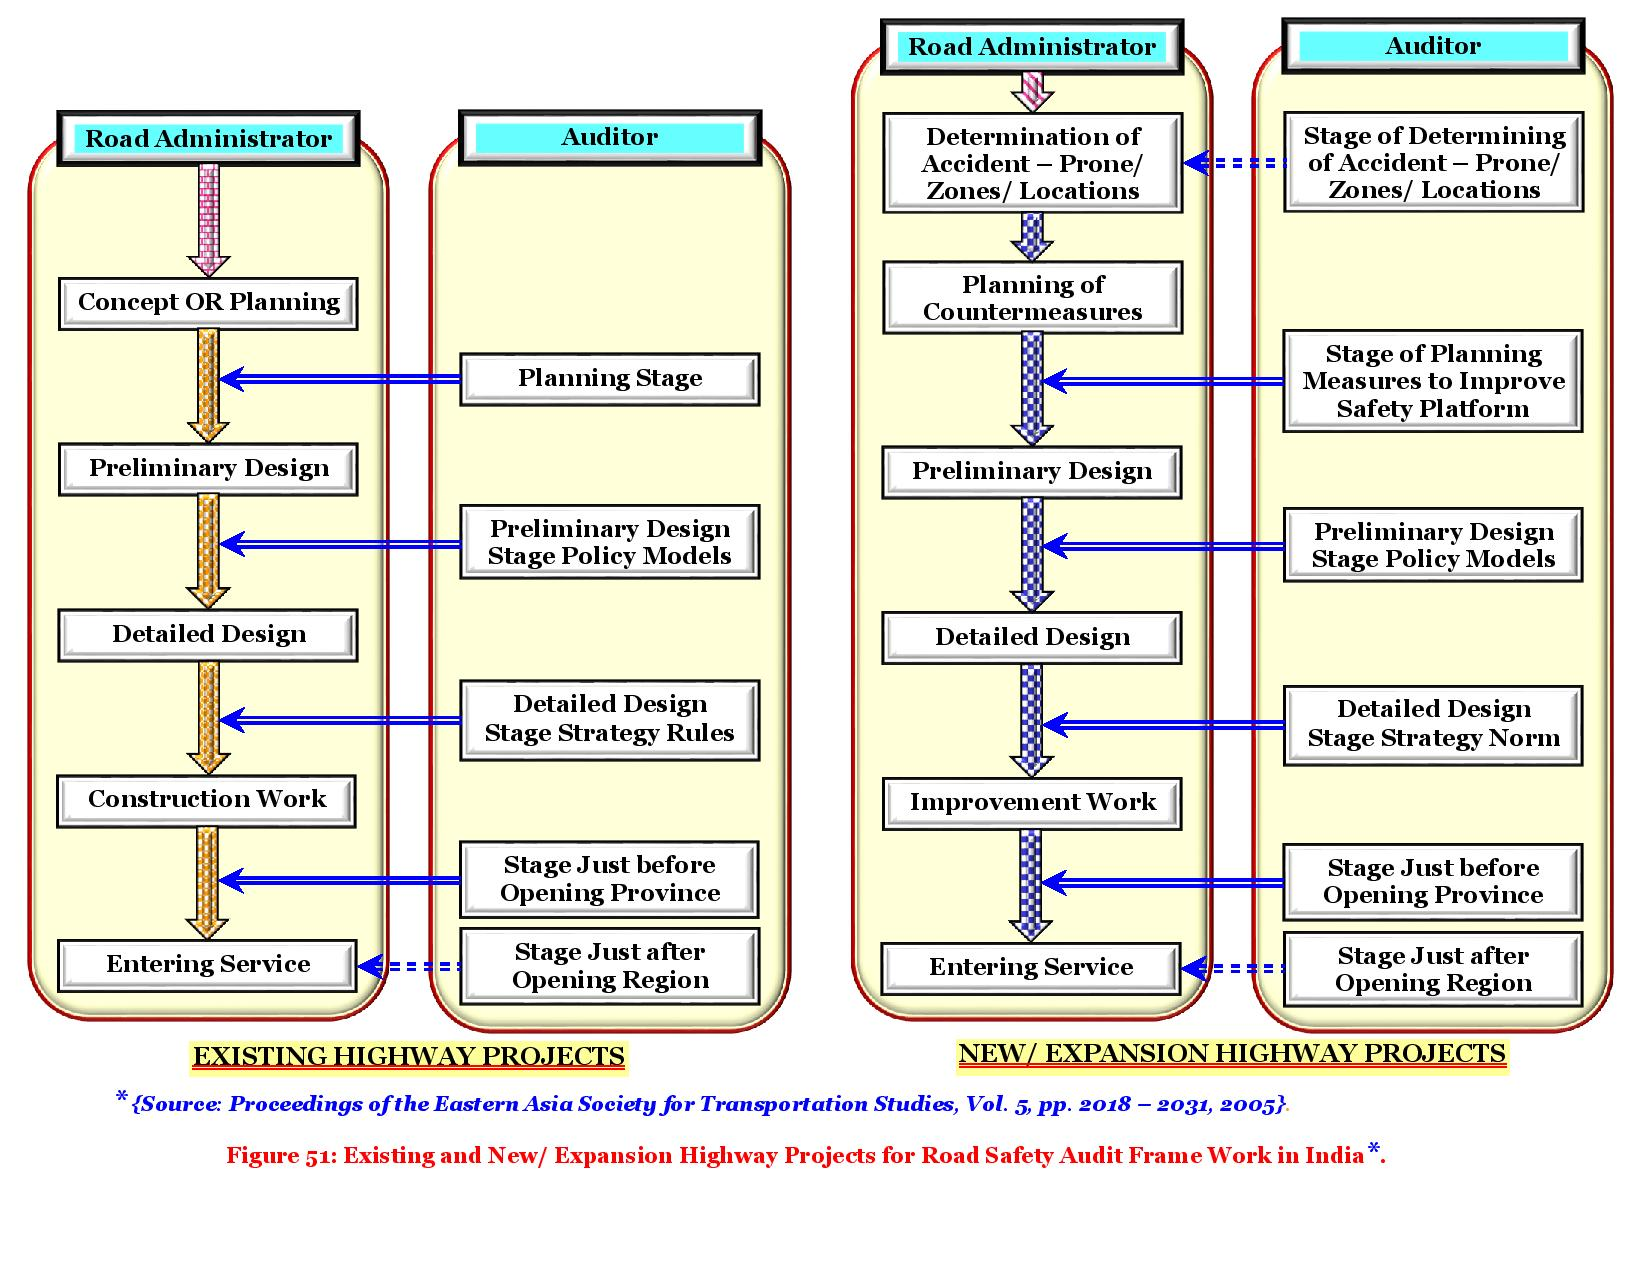 Road Administrator
Concept OR Planning
Preliminary Design
Detailed Design
Construction Work
Entering Service
Auditor
Planning Stage
Preliminary Design
Stage Policy Models
Detailed Design
Stage Strategy Rules
Stage Just before
Opening Province
Stage Just after
Opening Region
EXISTING HIGHWAY PROJECTS
Road Administrator
Determination of
Accident – Prone/
Zones/ Locations
Planning of
Countermeasures
Preliminary Design
Detailed Design
Improvement Work
Entering Service
Auditor
Stage of Determining
of Accident – Prone/
Zones/ Locations
Stage of Planning
Measures to Improve
Safety Platform
Preliminary Design
Stage Policy Models
Detailed Design
Stage Strategy Norm
Stage Just before
Opening Province
Stage Just after
Opening Region
NEW/ EXPANSION HIGHWAY PROJECTS
*{Source: Proceedings of the Eastern Asia Society for Transportation Studies, Vol. 5, pp. 2018 – 2031, 2005}.
Figure 51: Existing and New/ Expansion Highway Projects for Road Safety Audit Frame Work in India*.